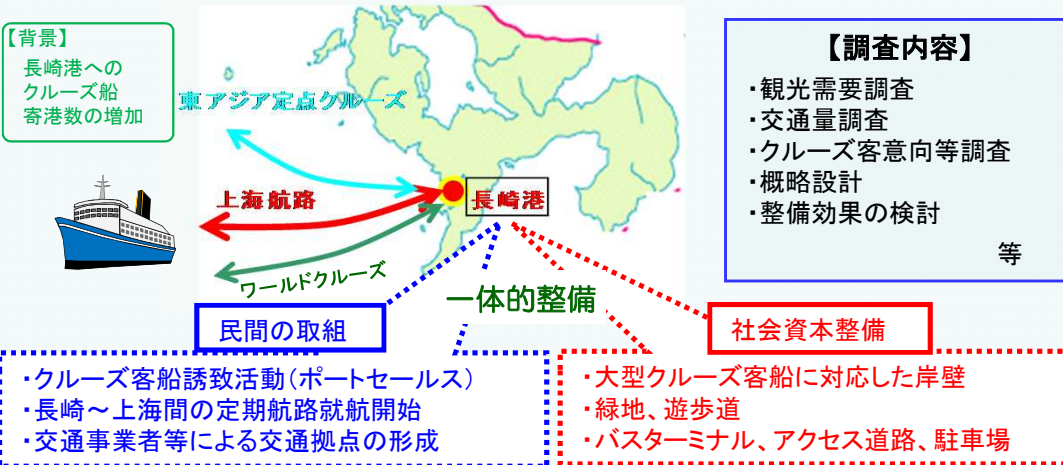 【背景】
長崎港への
クルーズ船
寄港数の増加
東アジア定点クルーズ
上海航路
長崎港
ワールドクルーズ
【調査内容】
・観光需要調査
・交通量調査
・クルーズ客意向等調査
・概略設計
・整備効果の検討
等
一体的整備
民間の取組
・クルーズ客船誘致活動(ポートセールス)
・長崎～上海間の定期航路就航開始
・交通事業者等による交通拠点の形成
社会資本整備
・大型クルーズ客船に対応した岸壁
・緑地、遊歩道
・バスターミナル、アクセス道路、駐車場